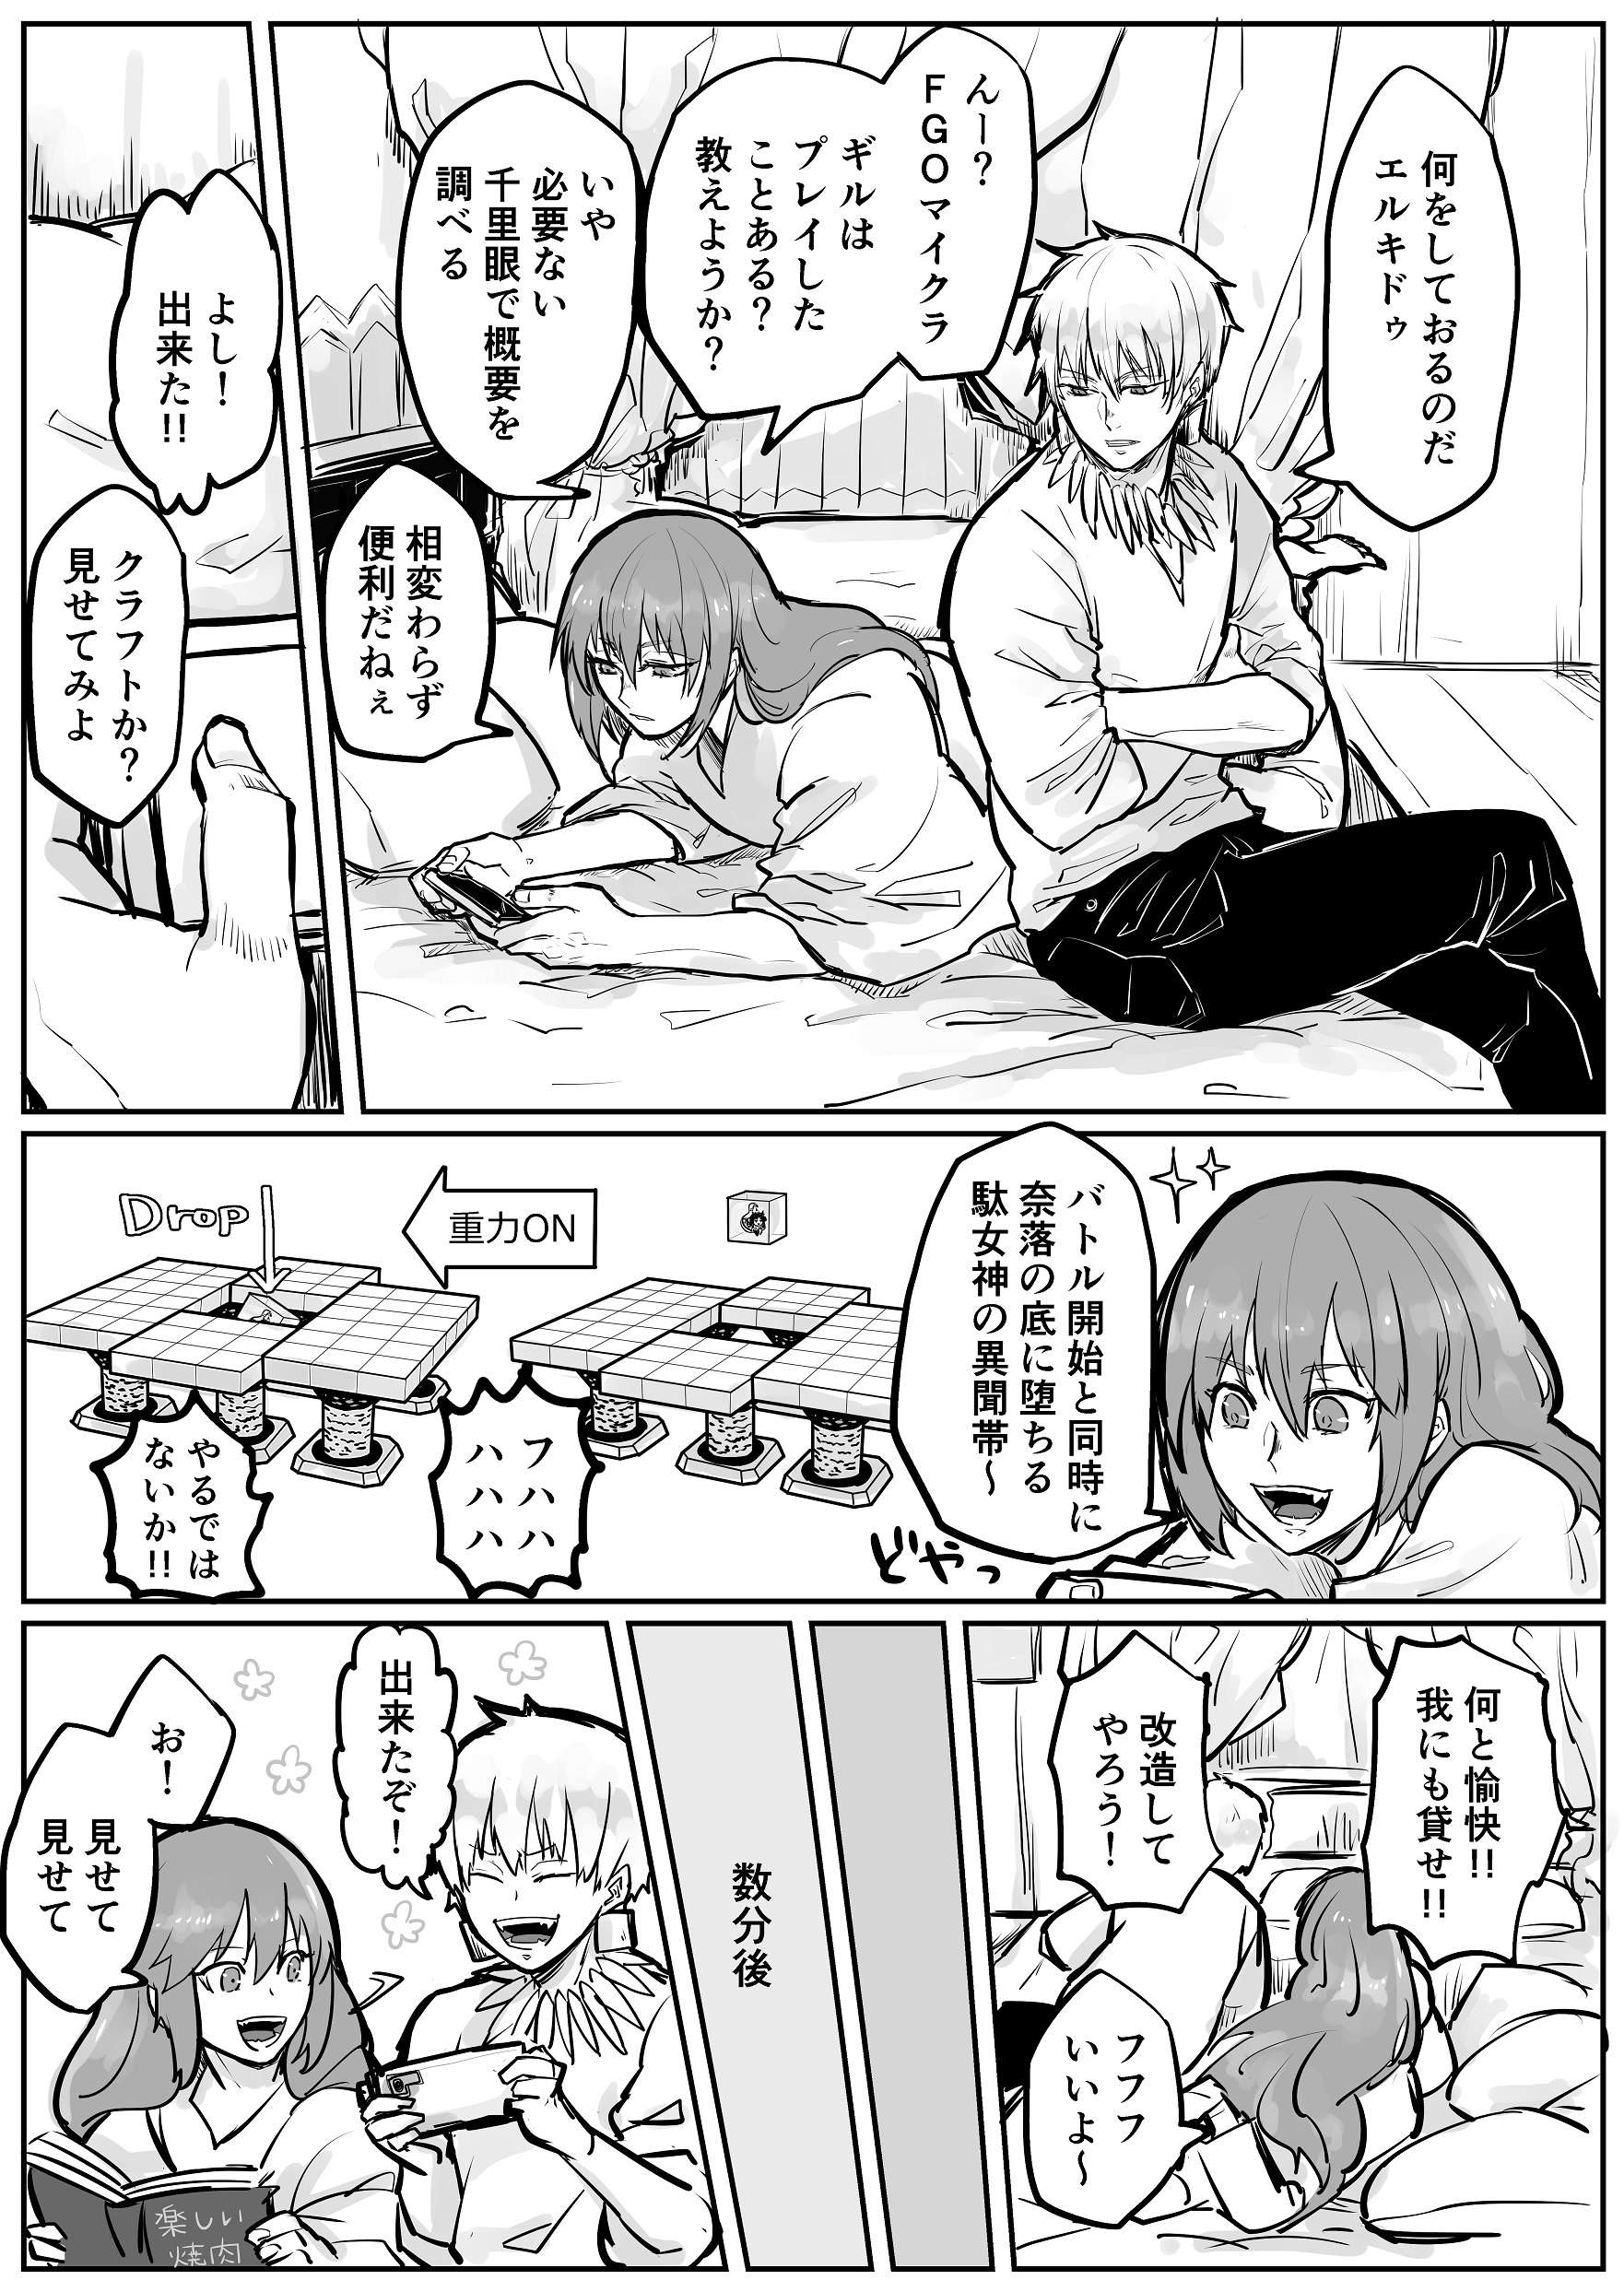 何をしておるのだ
エルキドゥ
んー?
FGOマイクラ
ギルは
プレイした
ことある?
教えようか?
いや
必要ない
千里眼で概要を
調べる
相変わらず
便利だねぇ
よし!
出来た!!
クラフトか?
見せてみよ
バトル開始と同時に
奈落の底に堕ちる
駄女神の異聞帯〜
どやっ
重力ON
Drop
フハハ
ハハハ
やるでは
ないか!!
何と愉快!!
我にも貸せ!!
改造して
やろう!
フフフ
いいよ〜
数分後
出来たぞ!
お!
見せて
見せて
楽しい
焼肉